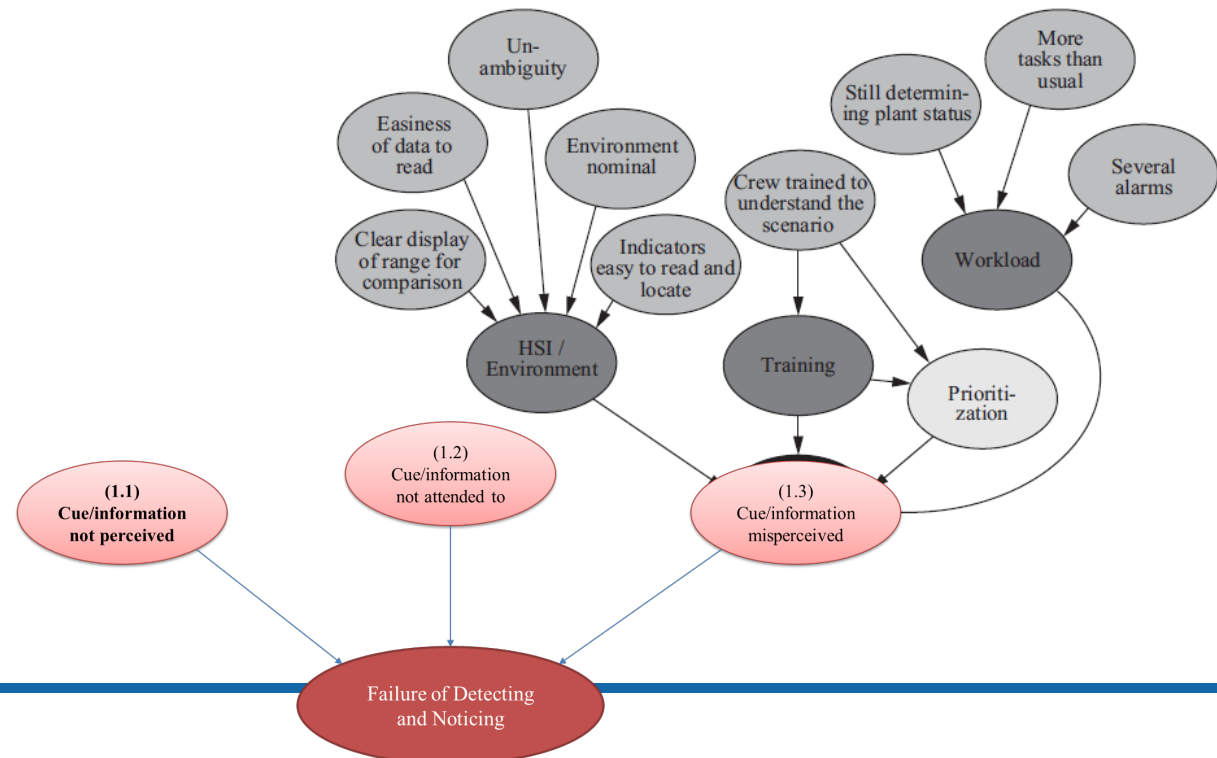 Un-
ambiguity
More
tasks than
usual
Still determin-
ing plant status
Easiness
of data to
read
Environment
nominal
Several
alarms
Crew trained to
understand the
scenario
Clear display
of range for
comparison
Indicators
easy to read and
locate
Workload
HSI /
Environment
Training
Prioriti-
zation
(1.1)
Cue/information
not perceived
(1.2)
Cue/information
not attended to
(1.3)
Cue/information
misperceived
Failure of Detecting
and Noticing